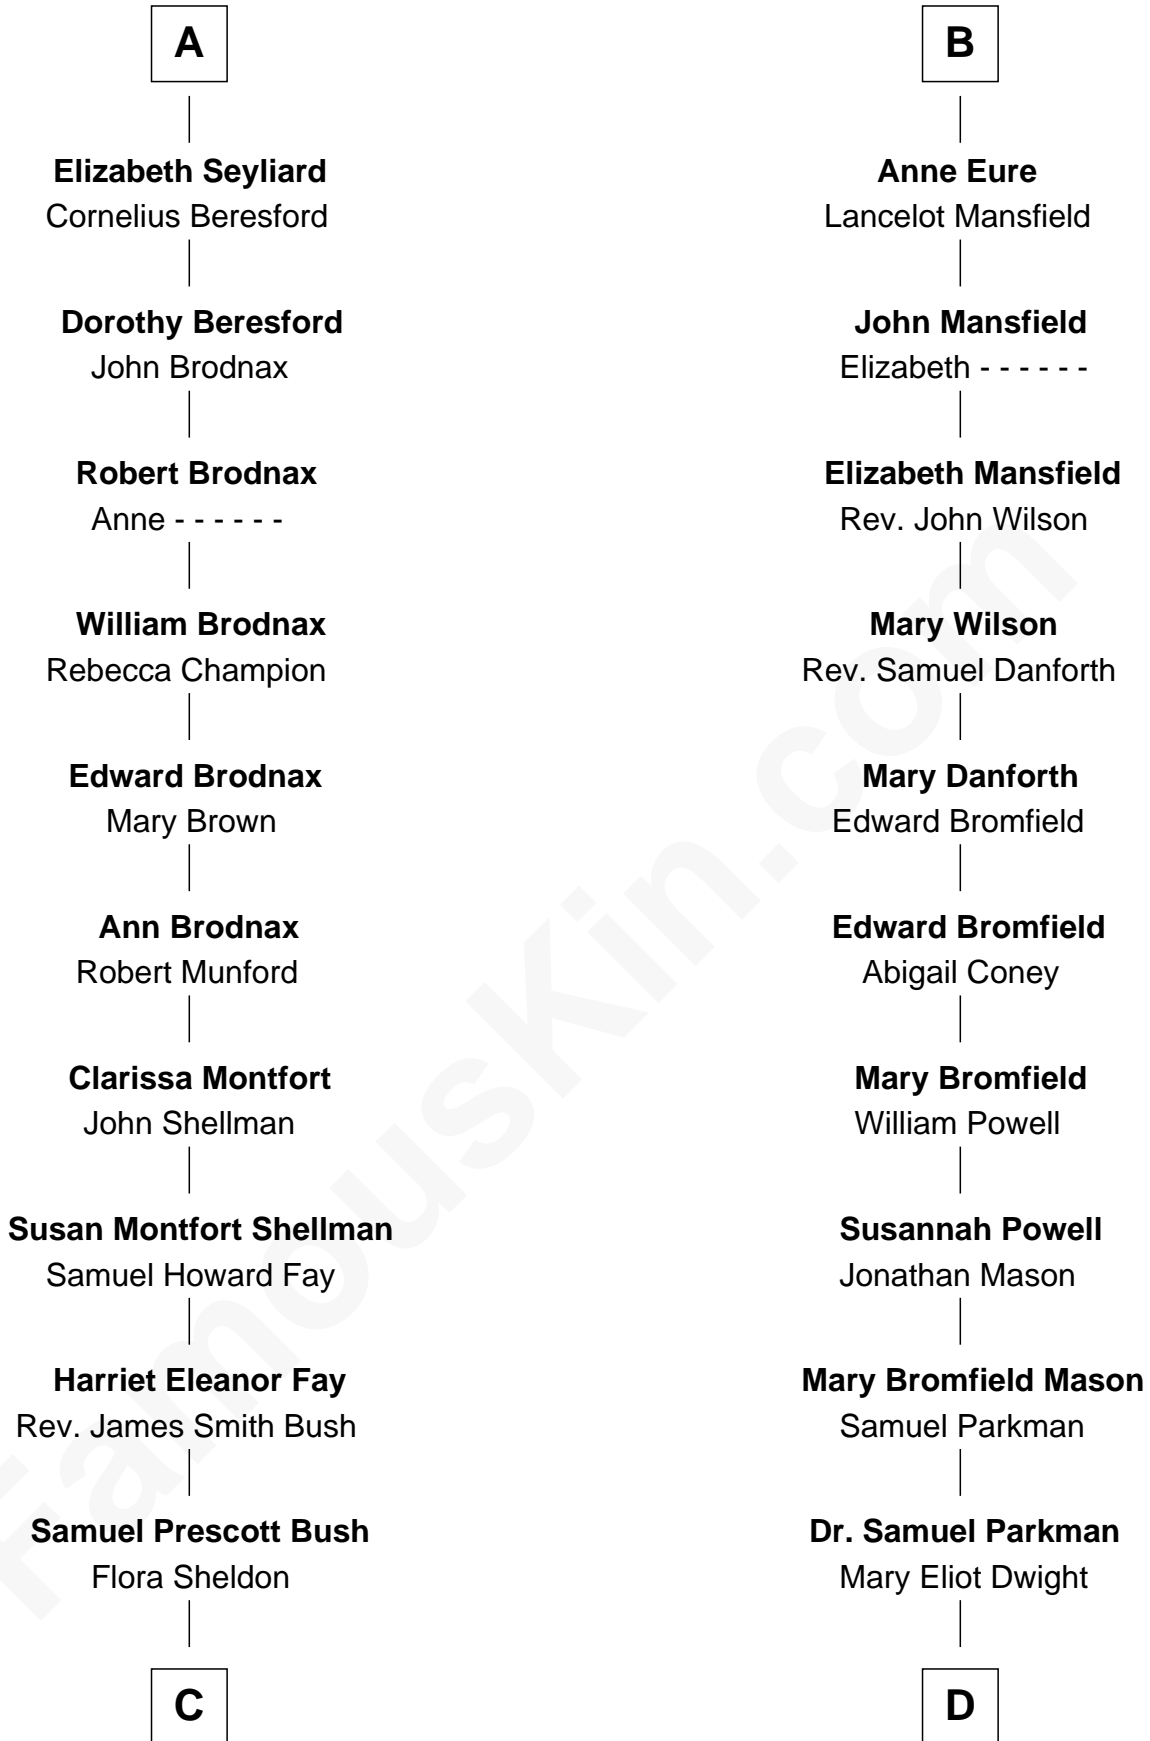 A
Elizabeth Seyliard
Cornelius Beresford
Dorothy Beresford
John Brodnax
Robert Brodnax
Anne - - - - - -
William Brodnax
Rebecca Champion
Edward Brodnax
Mary Brown
Ann Brodnax
Robert Munford
Clarissa Montfort
John Shellman
Susan Montfort Shellman
Samuel Howard Fay
Harriet Eleanor Fay
Rev. James Smith Bush
Samuel Prescott Bush
Flora Sheldon
C
B
Anne Eure
Lancelot Mansfield
John Mansfield
Elizabeth - - - - - -
Elizabeth Mansfield
Rev. John Wilson
Mary Wilson
Rev. Samuel Danforth
Mary Danforth
Edward Bromfield
Edward Bromfield
Abigail Coney
Mary Bromfield
William Powell
Susannah Powell
Jonathan Mason
Mary Bromfield Mason
Samuel Parkman
Dr. Samuel Parkman
Mary Eliot Dwight
D
FamousKin.com